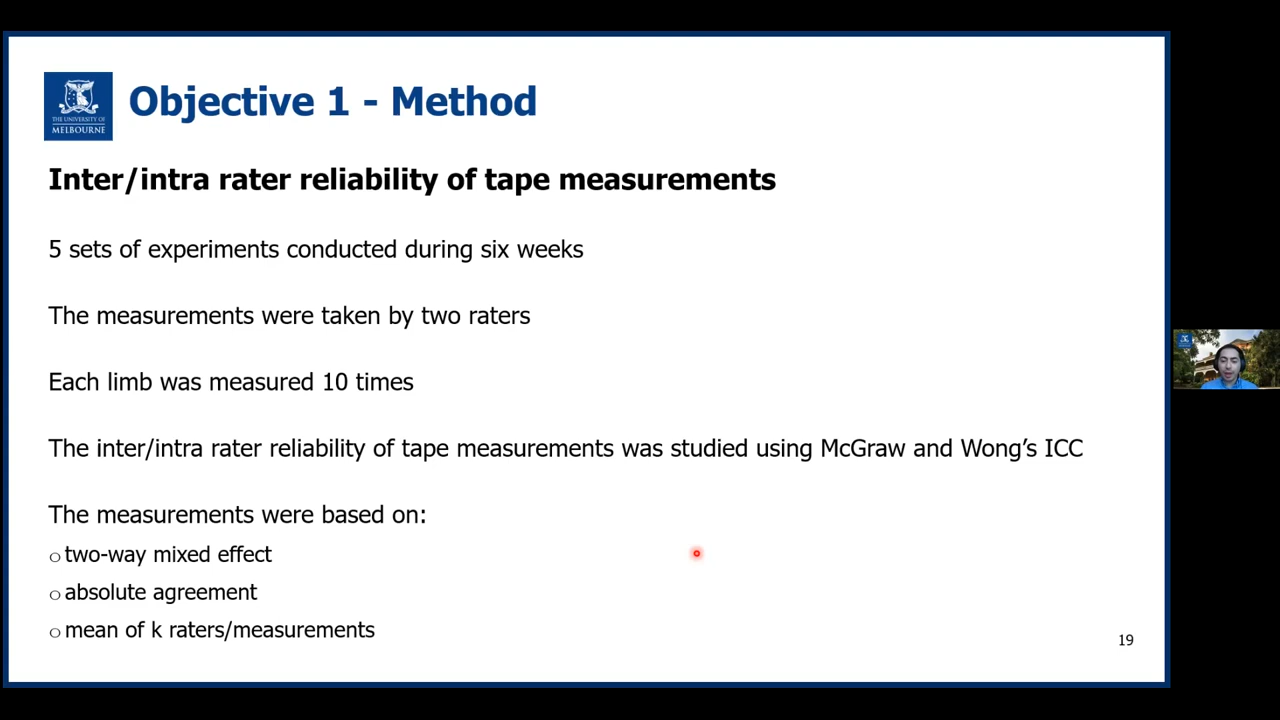 THE UNIVERSITY OF
MELBOURNE
Objective 1 - Method
Inter/intra rater reliability of tape measurements
5 sets of experiments conducted during six weeks
The measurements were taken by two raters
Each limb was measured 10 times
The inter/intra rater reliability of tape measurements was studied using McGraw and Wong’s ICC
The measurements were based on:
o two-way mixed effect
o absolute agreement
o mean of k raters/measurements
19